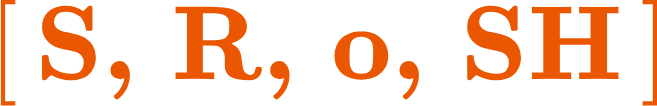 [ S, R, o, SH ]